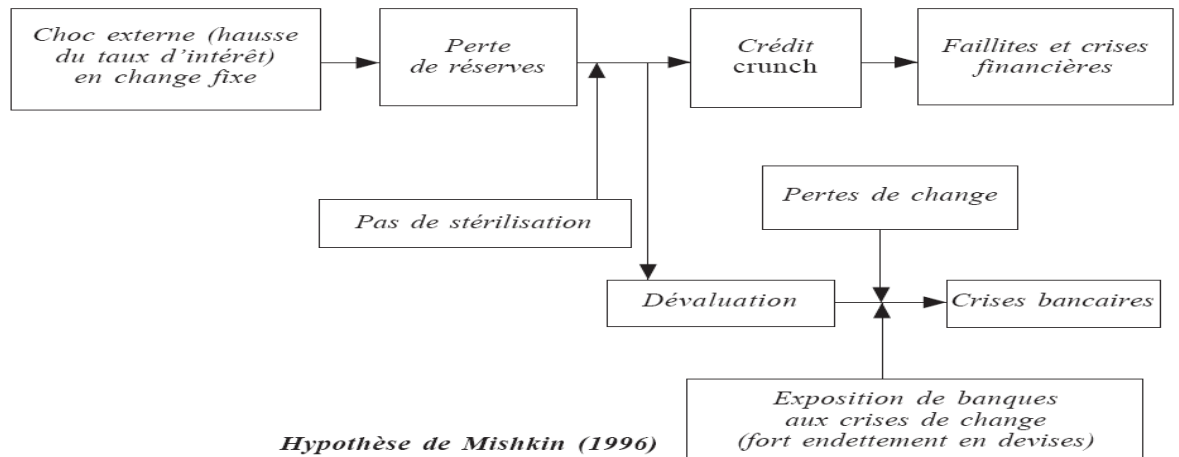 Choc externe (hausse
du taux d'intérêt)
en change fixe
Perte
de réserves
Crédit
crunch
Faillites et crises
financières
Pertes de change
Pas de stérilisation
Dévaluation
Crises bancaires
Exposition de banques
aux crises de change
(fort endettement en devises)
Hypothèse de Mishkin (1996)